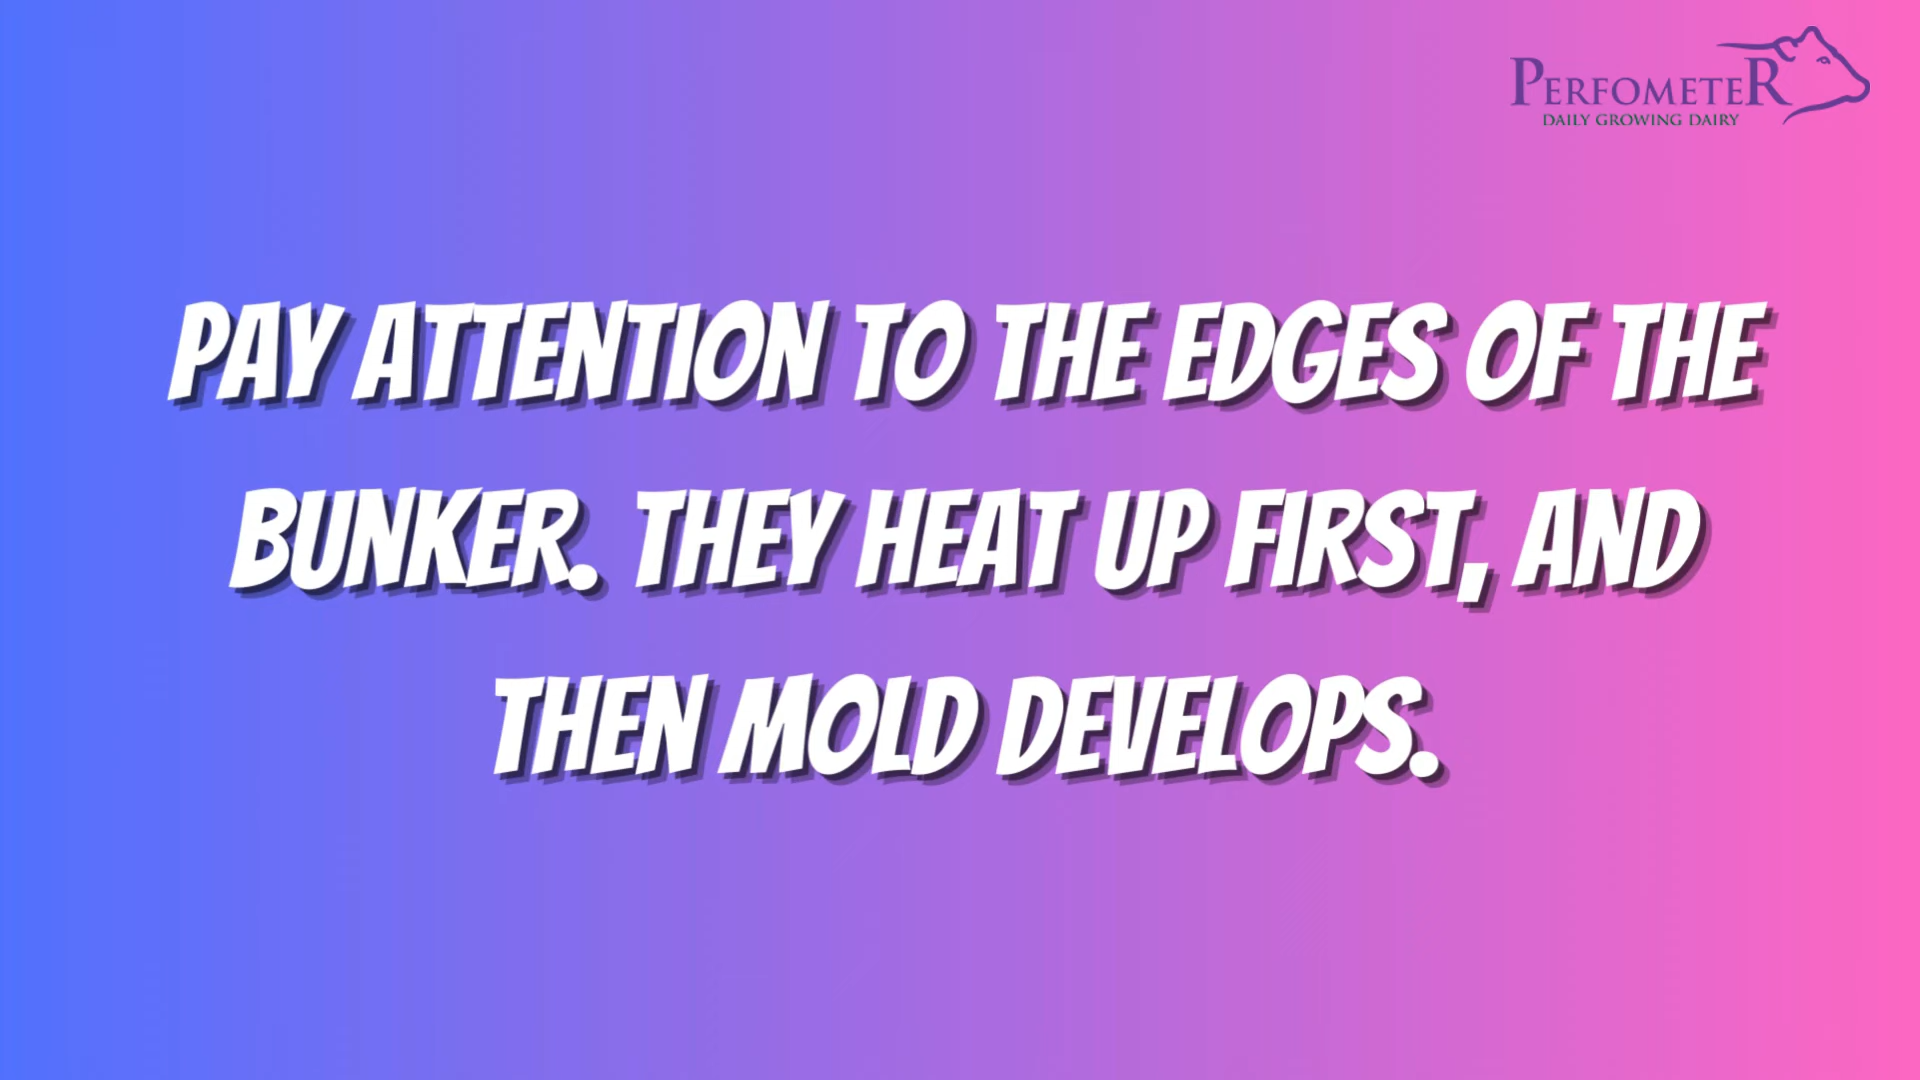 PERFOMETER
DAILY GROWING DAIRY
PAY ATTENTION TO THE EDGES OF THE
BUNKER. THEY HEAT UP FIRST, AND
THEN MOLD DEVELOPS.